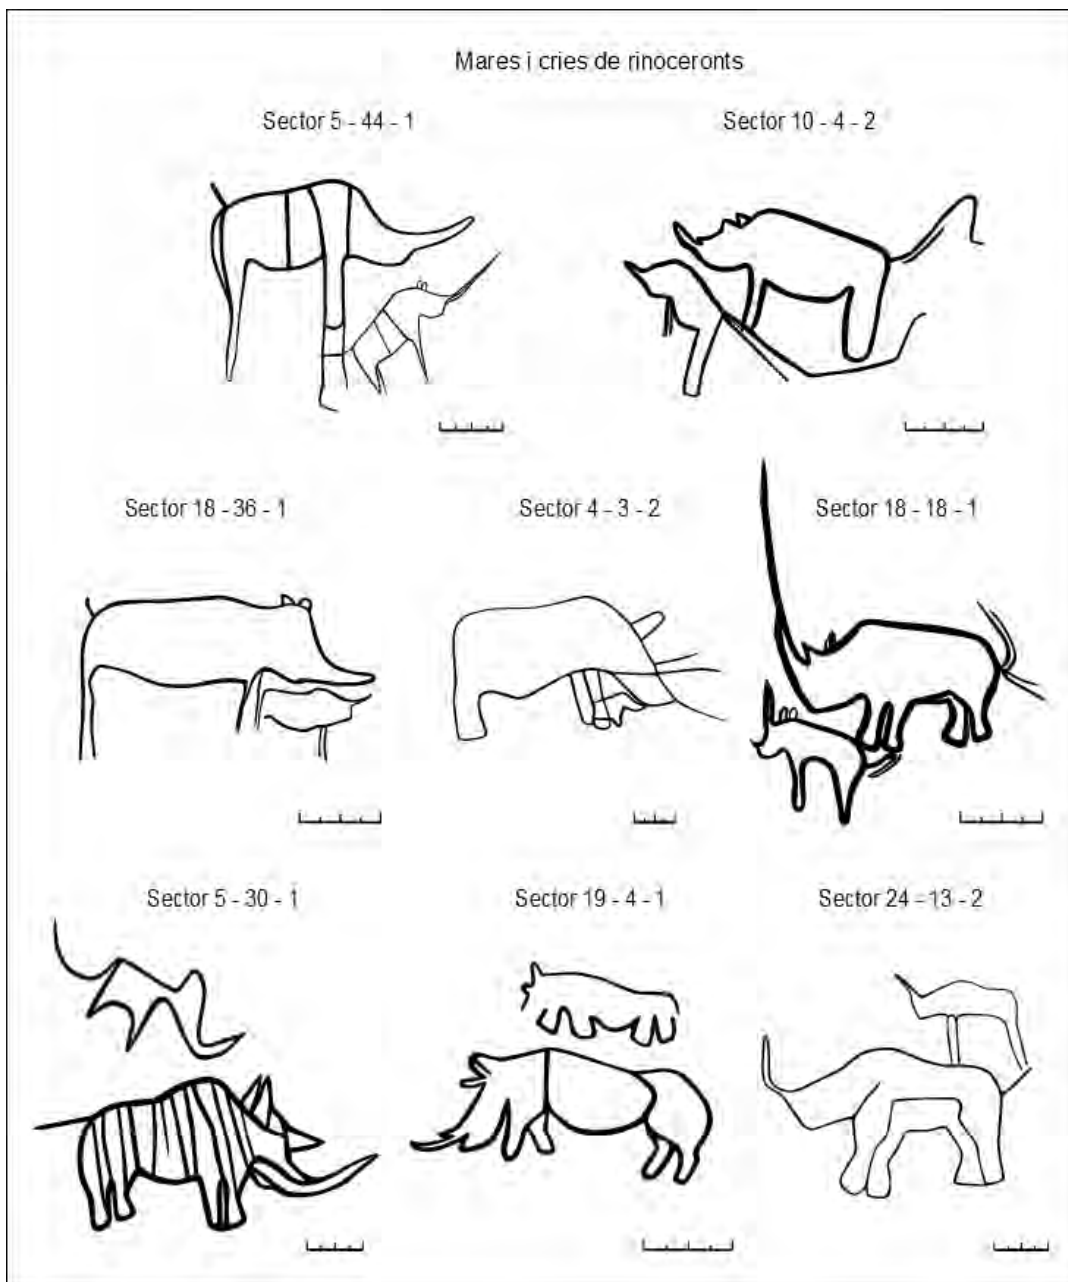 Mares i cries de rinoceronts
Sector 5 - 44 - 1
Sector 10 - 4 - 2
Sector 18 - 36 - 1
Sector 4 - 3 - 2
Sector 18 - 18 - 1
Sector 5 - 30 - 1
Sector 19 - 4 - 1
Sector 24 = 13 - 2